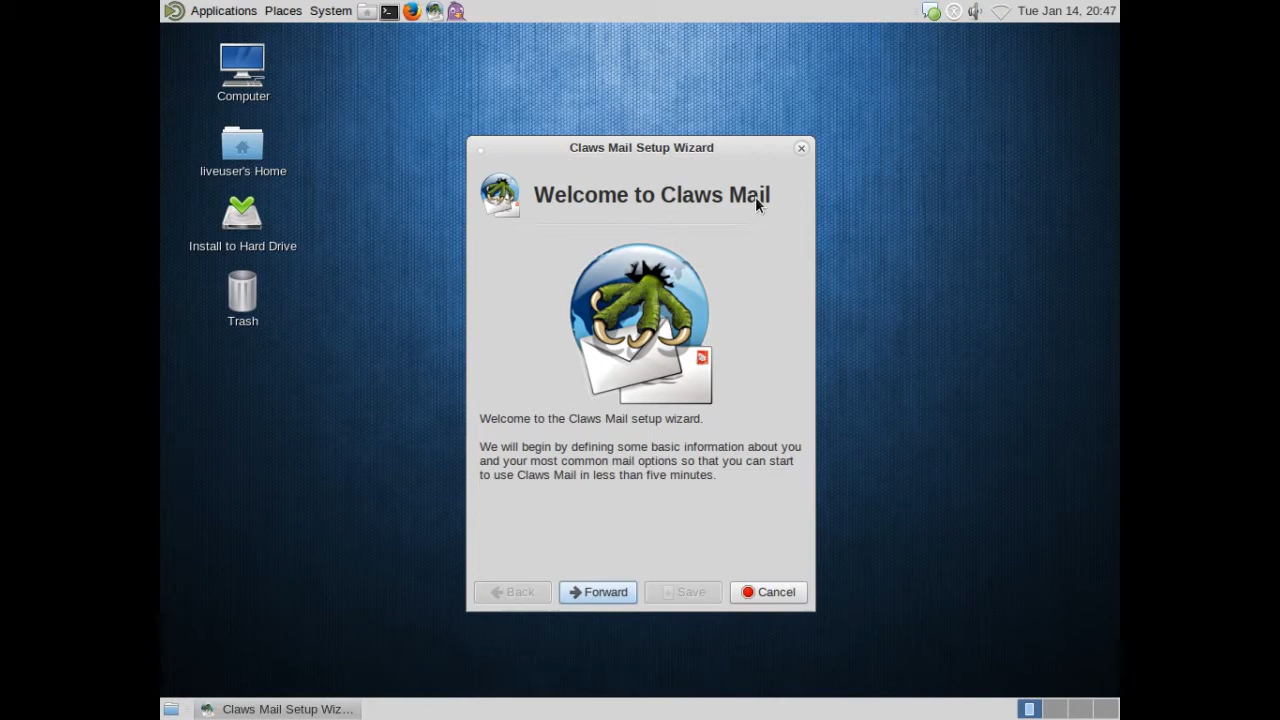 Applications Places System
Tue Jan 14, 20:47
Computer
liveuser's Home
Install to Hard Drive
Trash
Claws Mail Setup Wizard
Welcome to Claws Mail
Welcome to the Claws Mail setup wizard.
We will begin by defining some basic information about you
and your most common mail options so that you can start
to use Claws Mail in less than five minutes.
Back Forward Save Cancel
Claws Mail Setup Wiz...